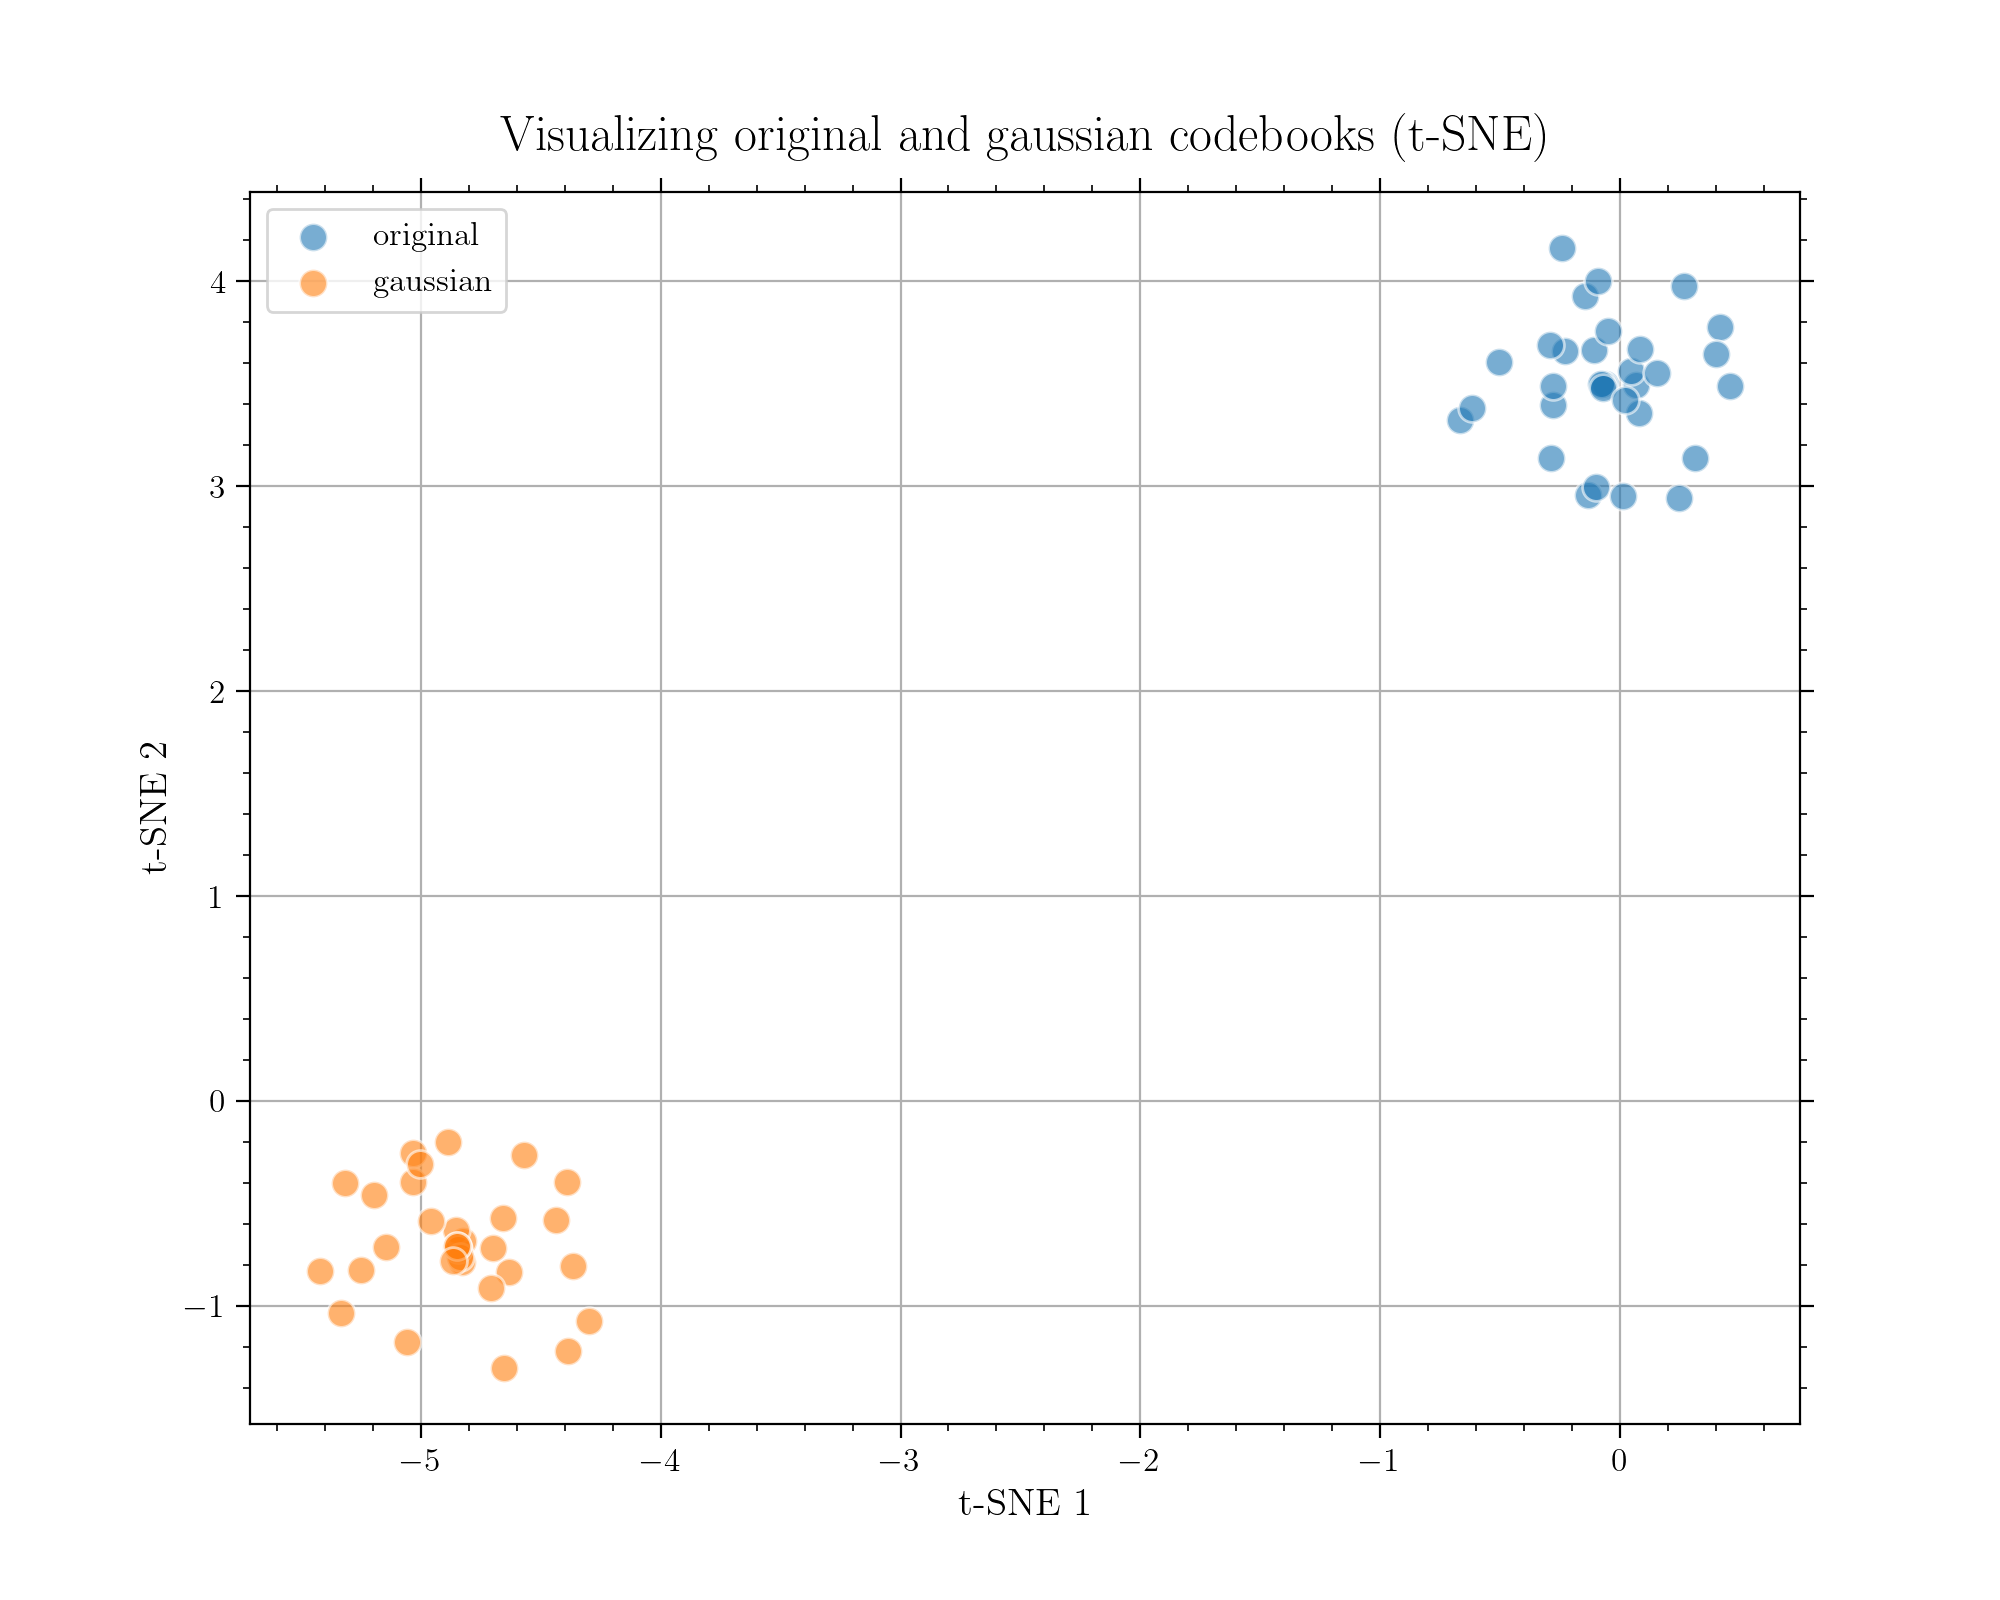 Visualizing original and gaussian codebooks (t-SNE)
original
gaussian
4
3
2
1
0
−1
t-SNE 2
−5
−4
−3
−2
−1
0
t-SNE 1